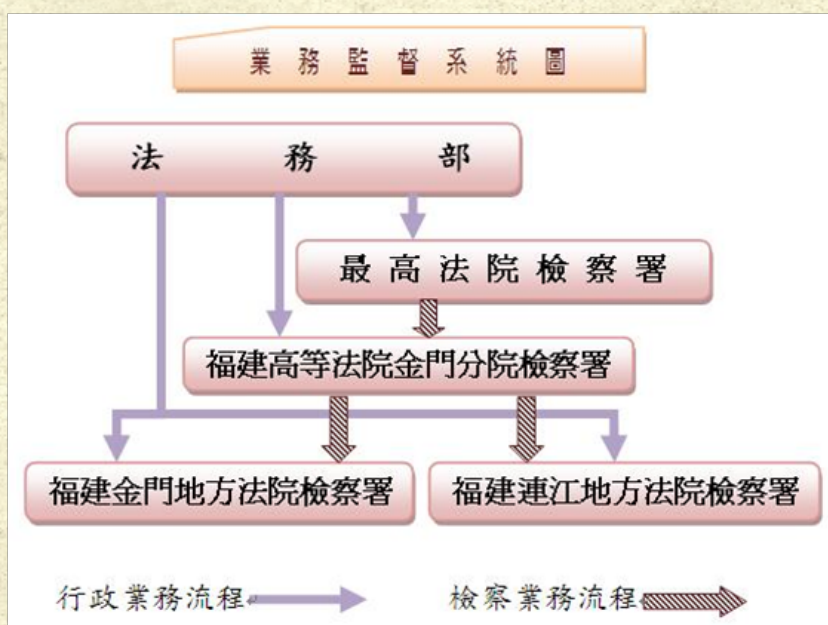 業務監督系統圖
法務部
最高法院檢察署
福建高等法院金門分院檢察署
福建金門地方法院檢察署
福建連江地方法院檢察署
行政業務流程
檢察業務流程